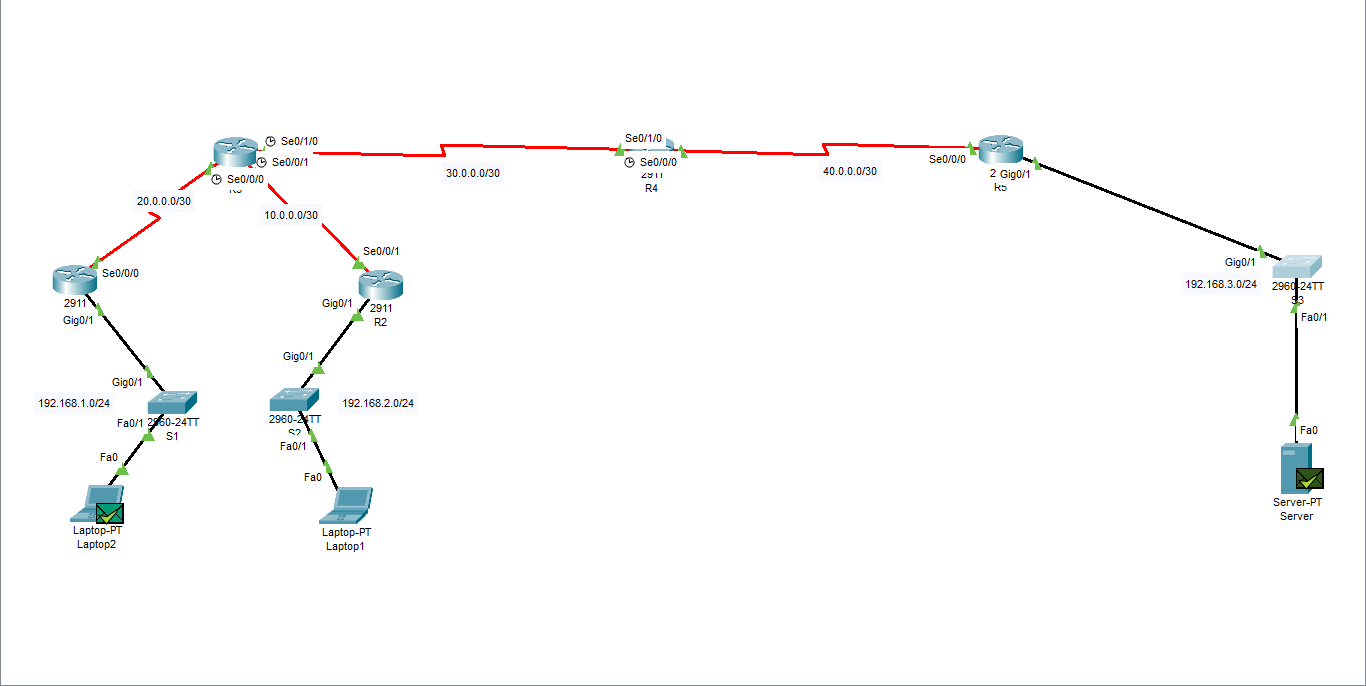 Se0/1/0
Se0/0/1
Se0/0/0
R3
20.0.0.0/30
10.0.0.0/30
30.0.0.0/30
Se0/1/0
Se0/0/0
2911
R4
40.0.0.0/30
Se0/0/0
2
Gig0/1
R5
Se0/0/0
2911
Gig0/1
Se0/0/1
Gig0/1
2911
R2
Gig0/1
192.168.3.0/24
2960-24TT
S3
Fa0/1
Gig0/1
192.168.1.0/24
Fa0/1
2960-24TT
S1
Fa0
Gig0/1
192.168.2.0/24
2960-24TT
S2
Fa0/1
Fa0
Fa0
Laptop-PT
Laptop2
Laptop-PT
Laptop1
Server-PT
Server